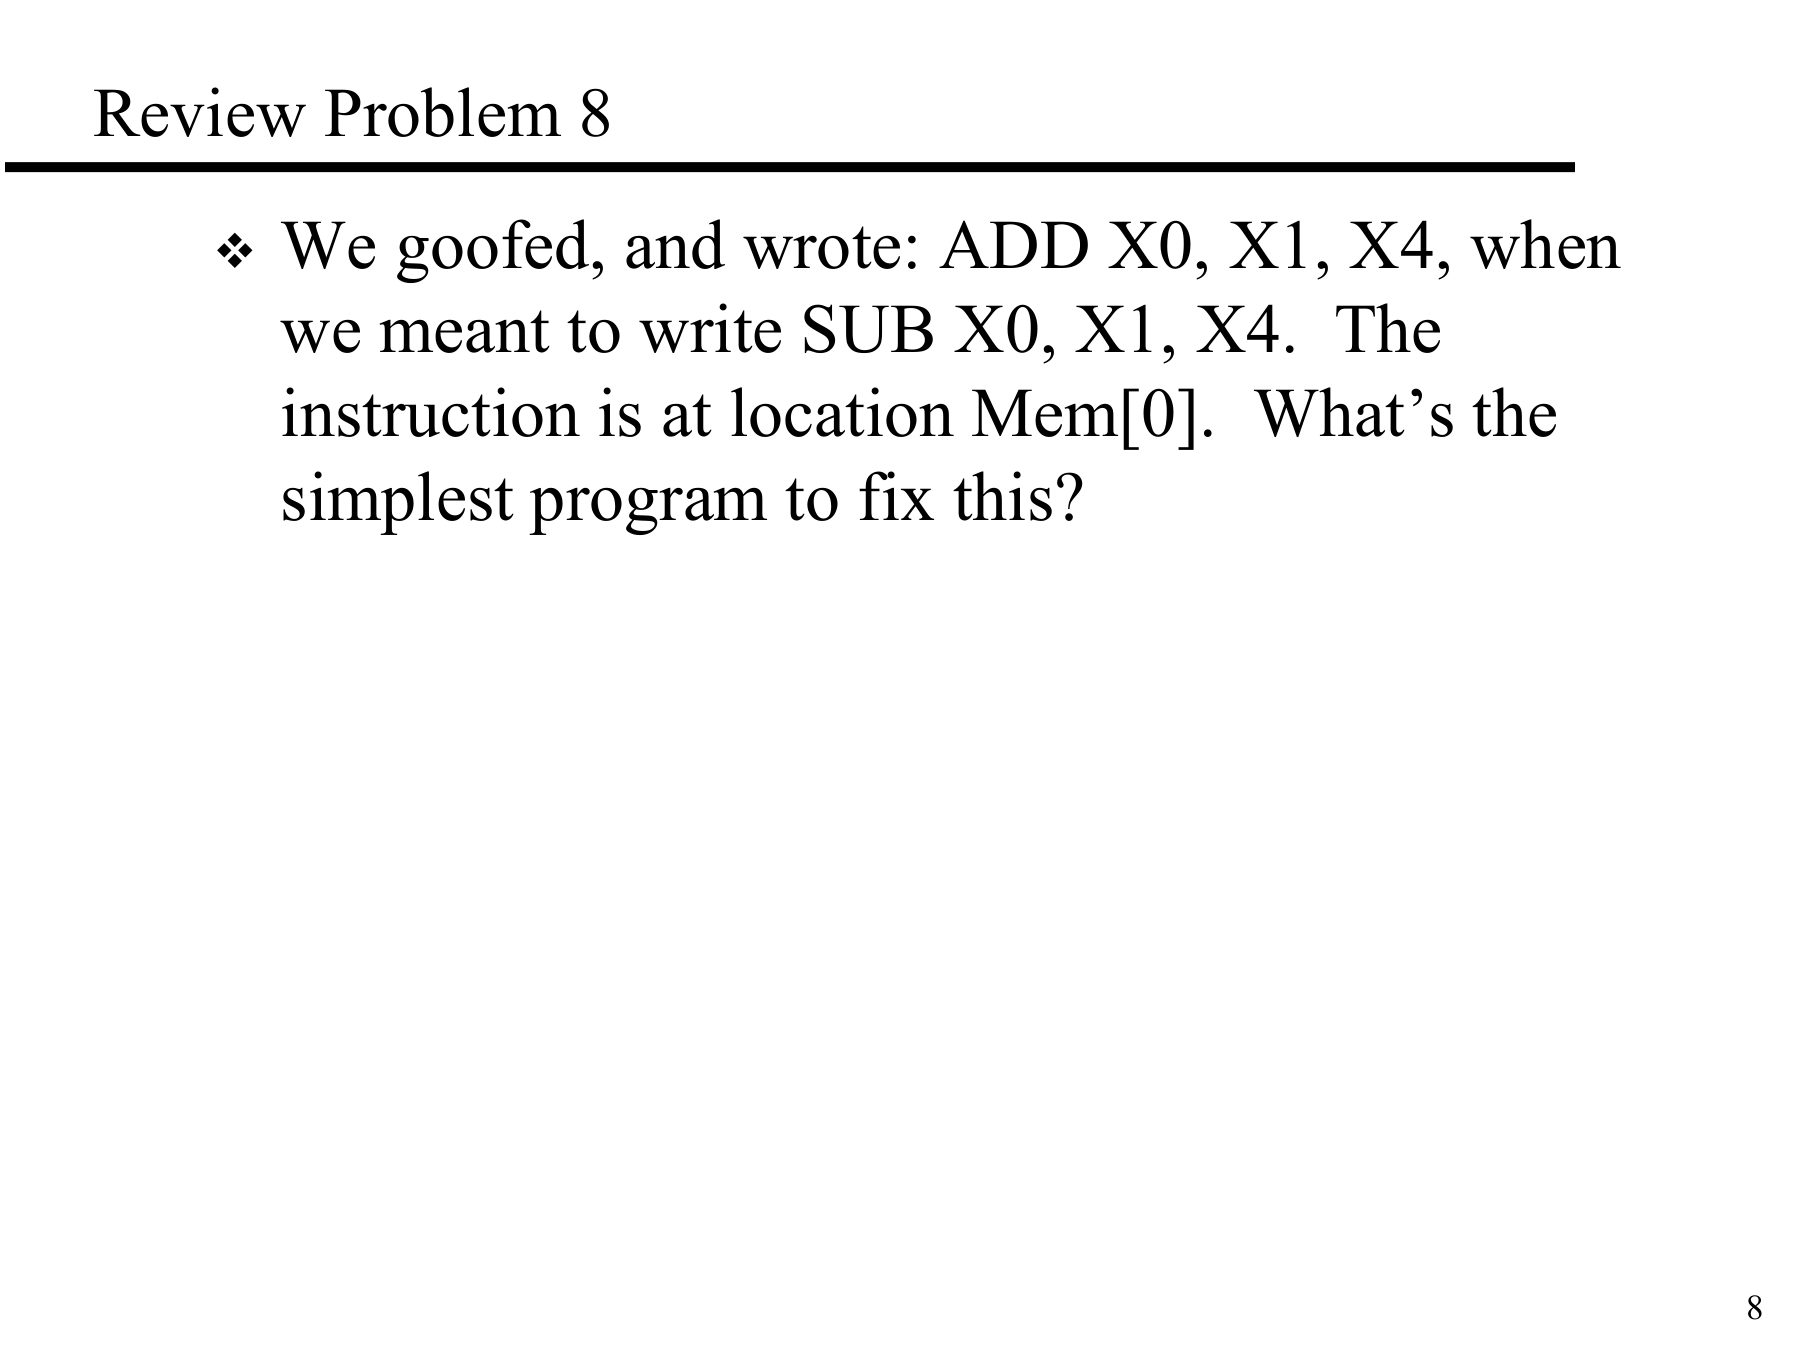 Review Problem 8
❖ We goofed, and wrote: ADD X0, X1, X4, when
we meant to write SUB X0, X1, X4.  The
instruction is at location Mem[0].  What’s the
simplest program to fix this?
8